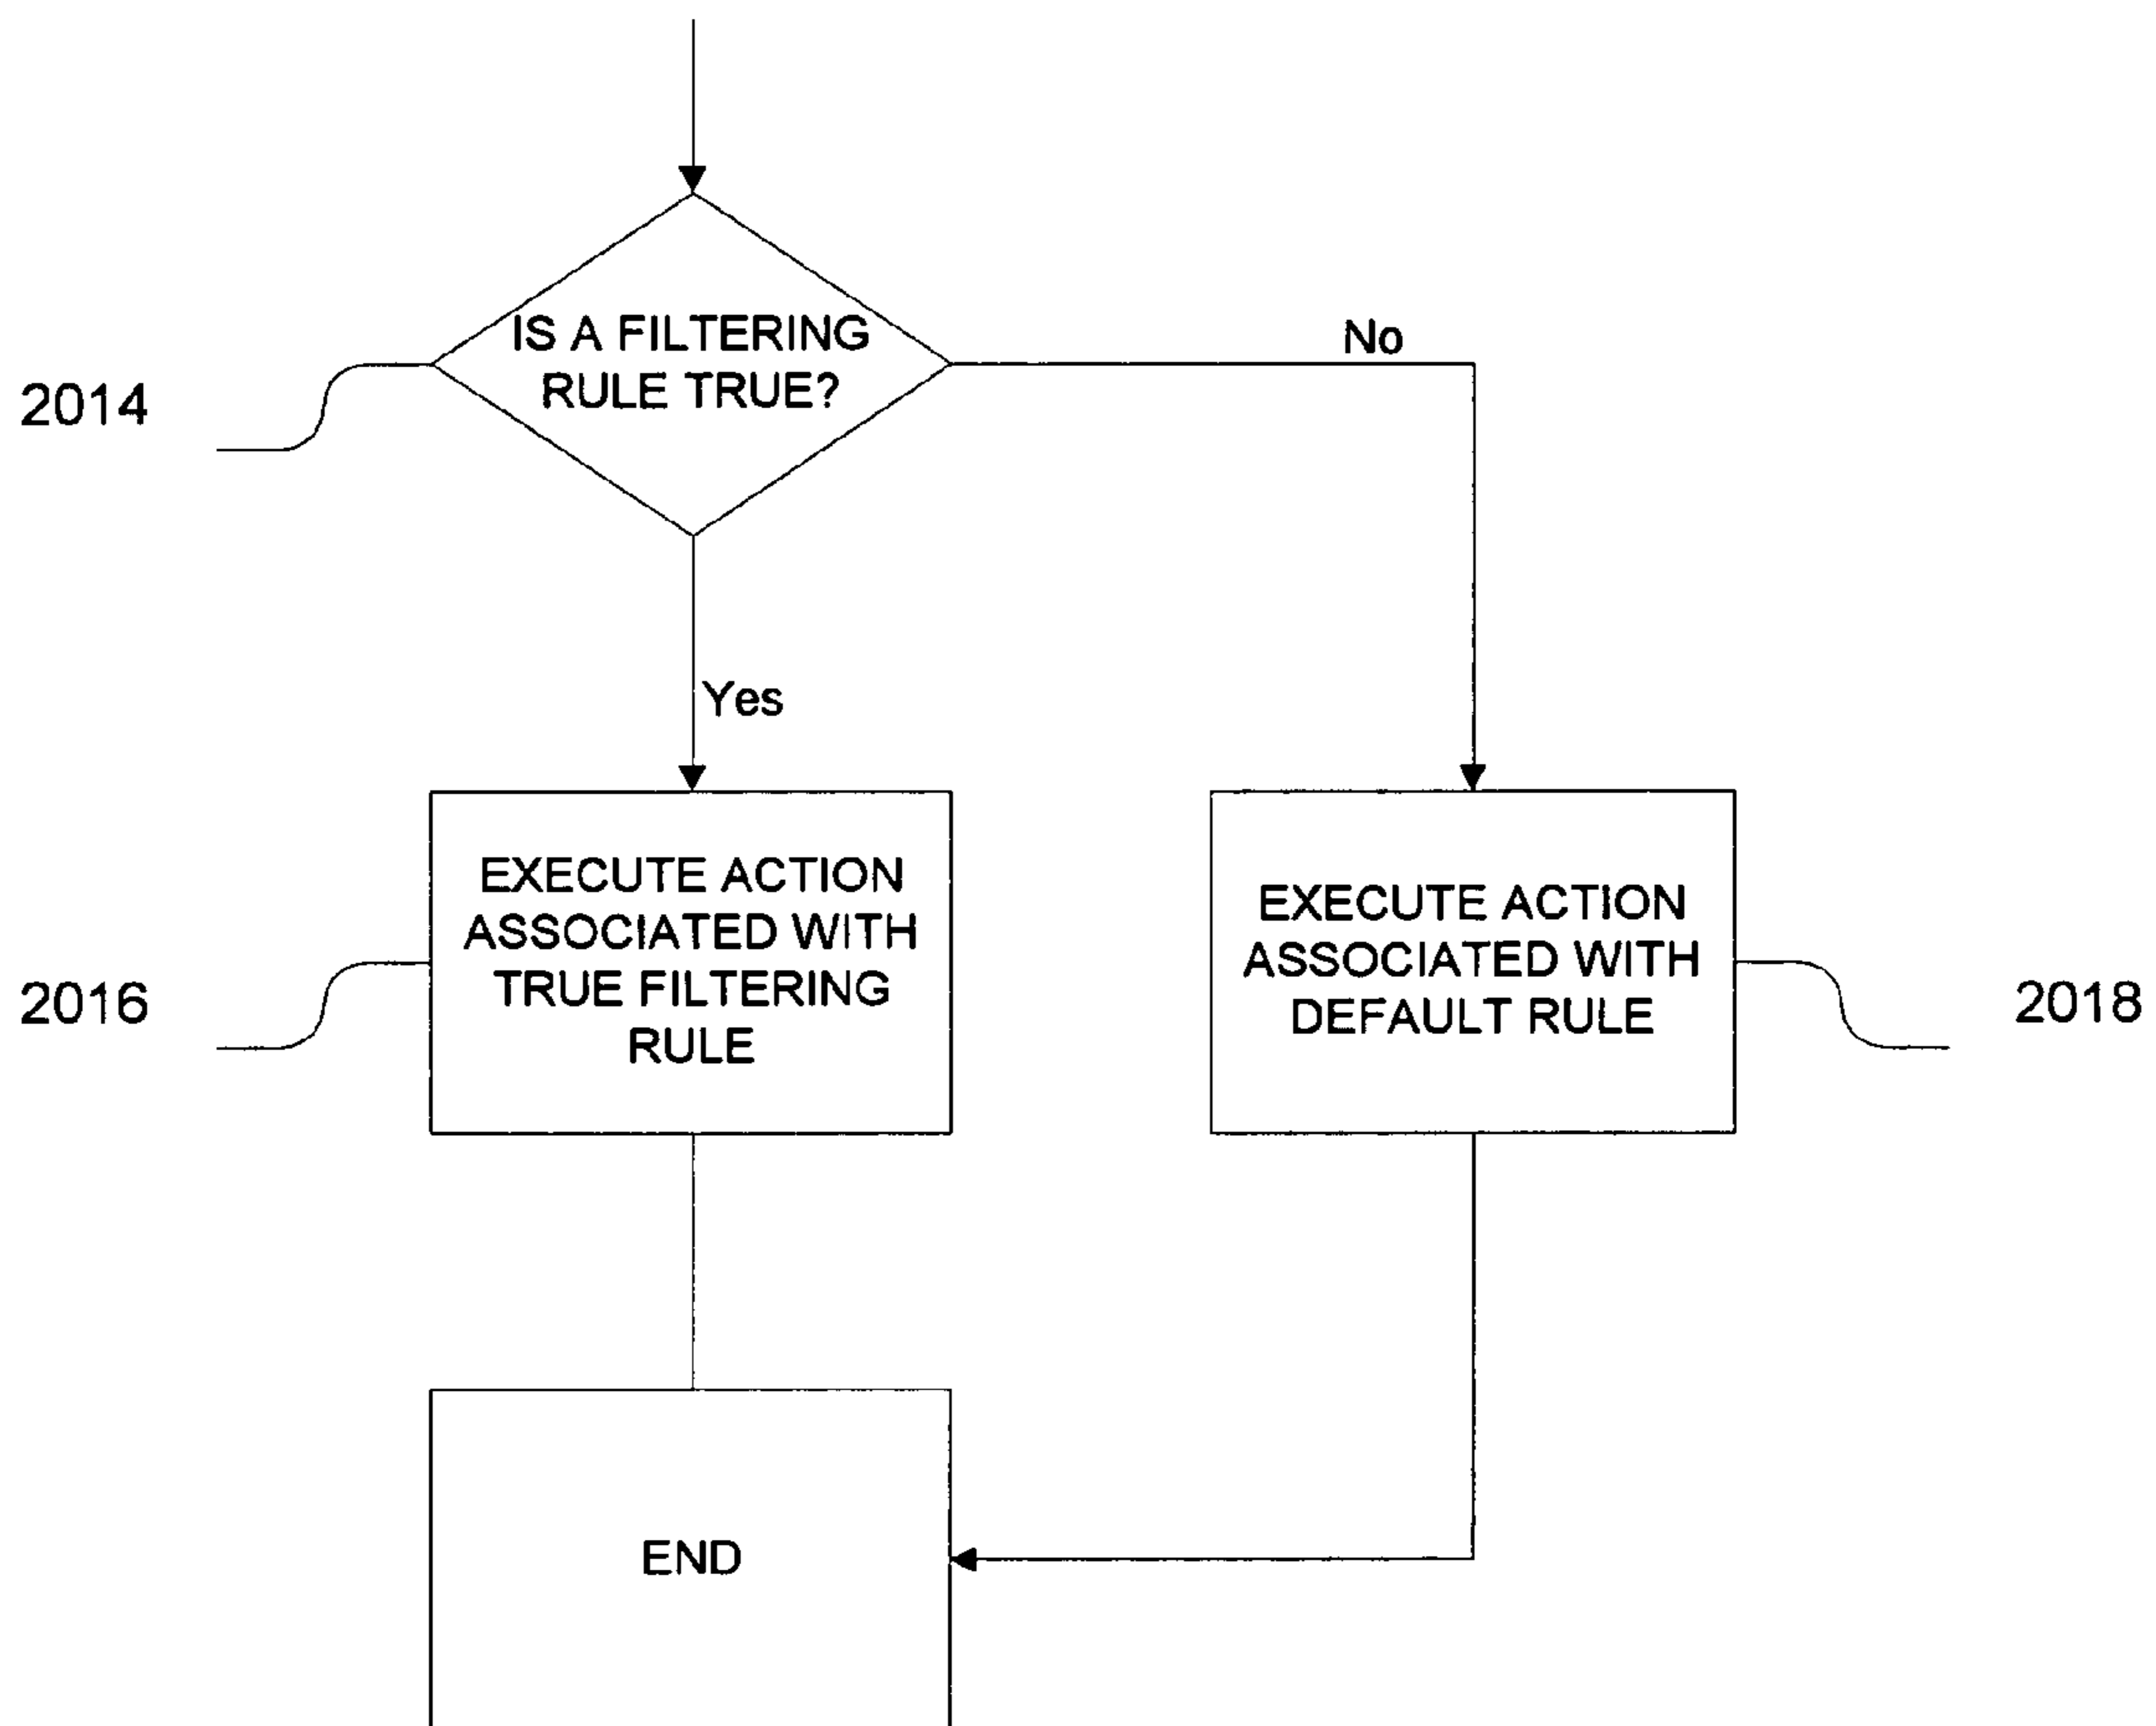 IS A FILTERING
RULE TRUE?
No
2014
Yes
EXECUTE ACTION
ASSOCIATED WITH
TRUE FILTERING
RULE
2016
EXECUTE ACTION
ASSOCIATED WITH
DEFAULT RULE
2018
END